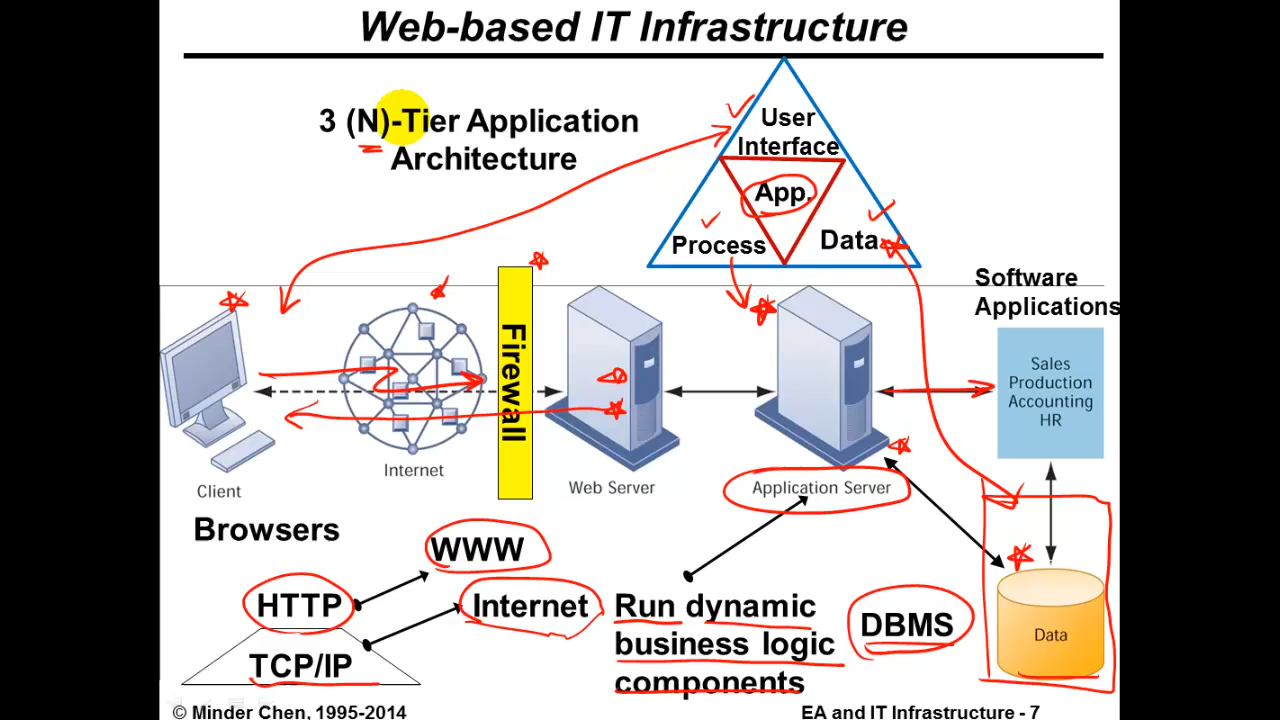 Web-based IT Infrastructure
3 (N)-Tier Application
Architecture
User
Interface
App.
Process
Data
Software
Applications
Firewall
Sales
Production
Accounting
HR
Internet
Client
Web Server
Application Server
Browsers
WWW
HTTP
Internet
TCP/IP
Run dynamic
business logic
components
DBMS
Data
© Minder Chen, 1995-2014
EA and IT Infrastructure - 7